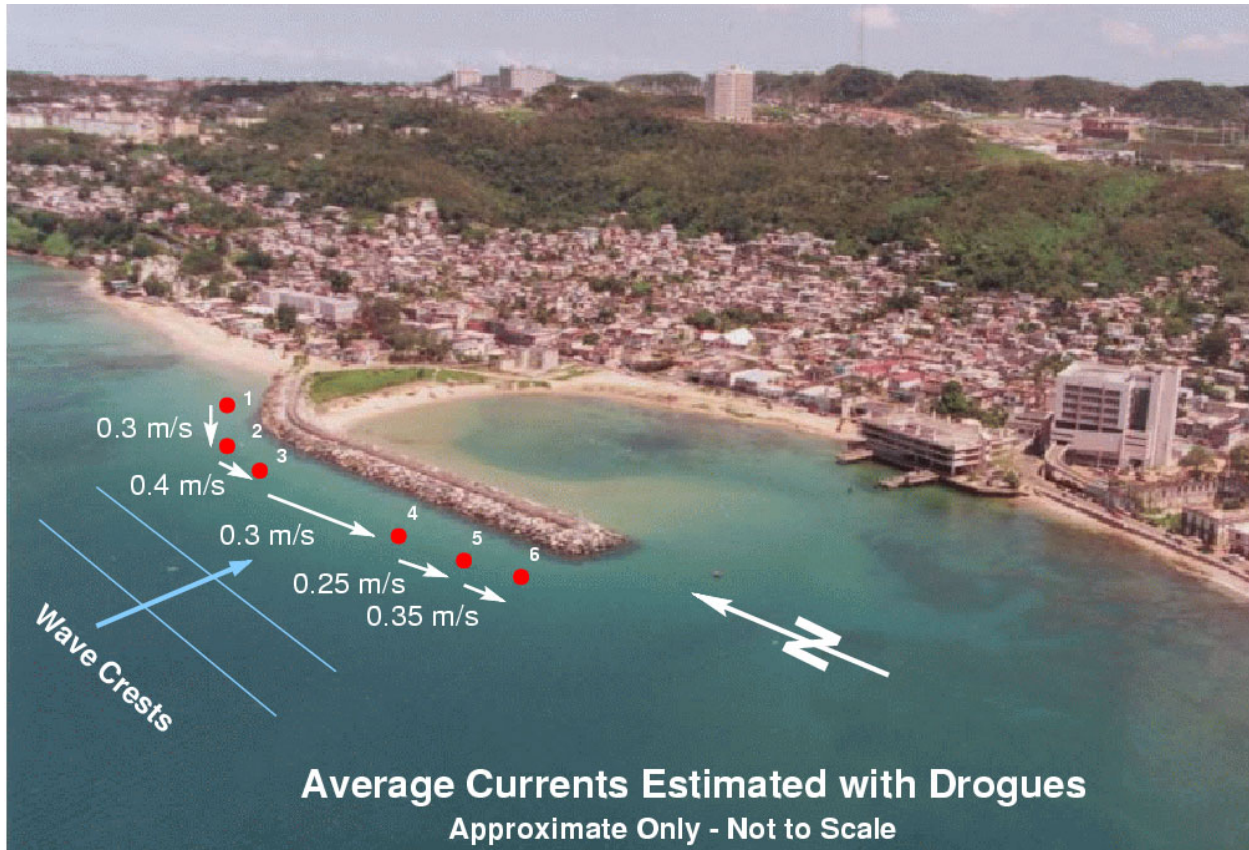 1
0.3 m/s
2
3
0.4 m/s
4
0.3 m/s
5
6
0.25 m/s
0.35 m/s
Wave Crests
N
Average Currents Estimated with Drogues
Approximate Only - Not to Scale